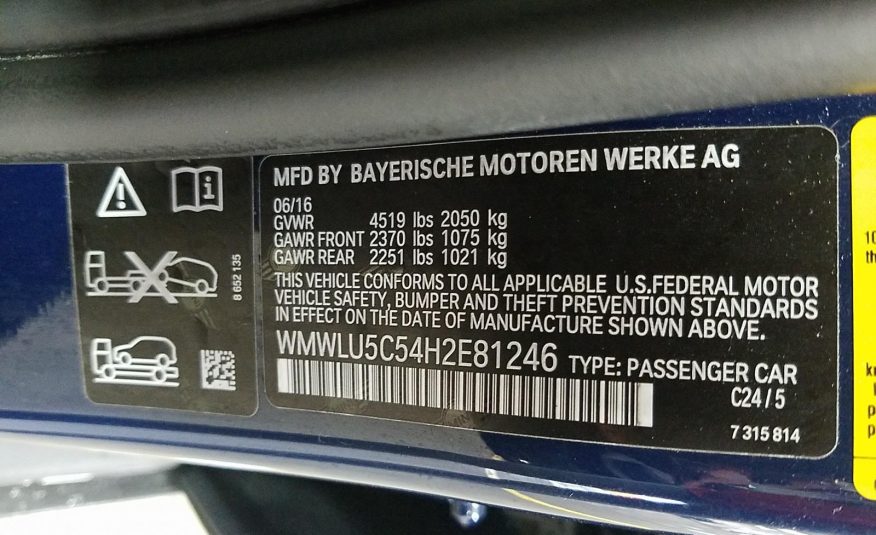 MFD BY BAYERISCHE MOTOREN WERKE AG
06/16
GVWR 4519 lbs 2050 kg
GAWR FRONT 2370 lbs 1075 kg
GAWR REAR 2251 lbs 1021 kg
THIS VEHICLE CONFORMS TO ALL APPLICABLE U.S.FEDERAL MOTOR
VEHICLE SAFETY, BUMPER AND THEFT PREVENTION STANDARDS
IN EFFECT ON THE DATE OF MANUFACTURE SHOWN ABOVE.
WMWLU5C54H2E81246 TYPE: PASSENGER CAR
C24/5
7 315 814
8 652 135
10
th